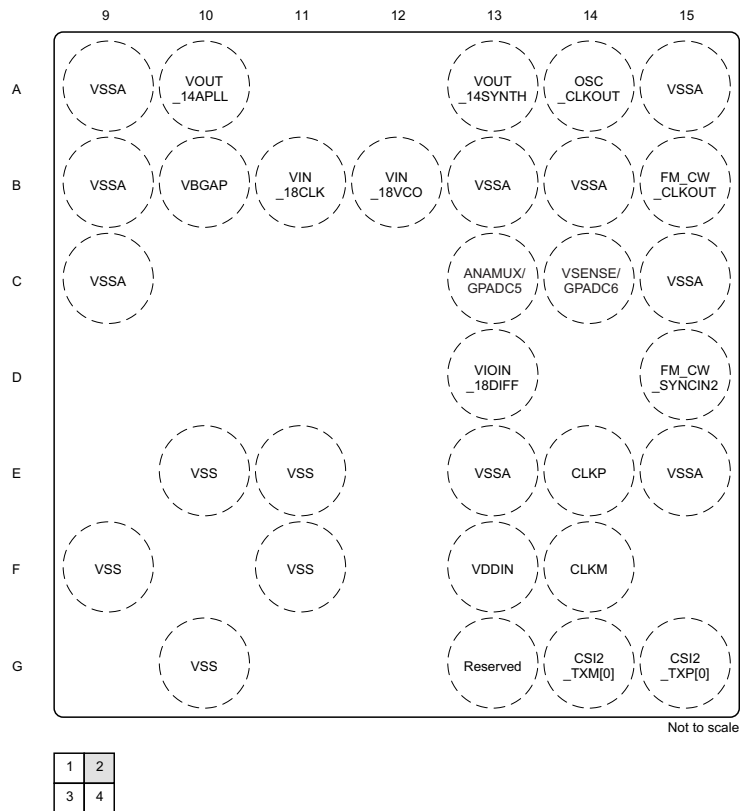 9 10 11 12 13 14 15
A
VSSA
VOUT
_14APLL
VOUT
_14SYNTH
OSC
_CLKOUT
VSSA
B
VSSA
VBGAP
VIN
_18CLK
VIN
_18VCO
VSSA
VSSA
FM_CW
_CLKOUT
C
VSSA
ANAMUX/
GPADC5
VSENSE/
GPADC6
VSSA
D
VIOIN
_18DIFF
FM_CW
_SYNCIN2
E
VSS
VSS
VSSA
CLKP
VSSA
F
VSS
VSS
VDDIN
CLKM
G
VSS
Reserved
CSI2
_TXM[0]
CSI2
_TXP[0]
Not to scale
1 2
3 4